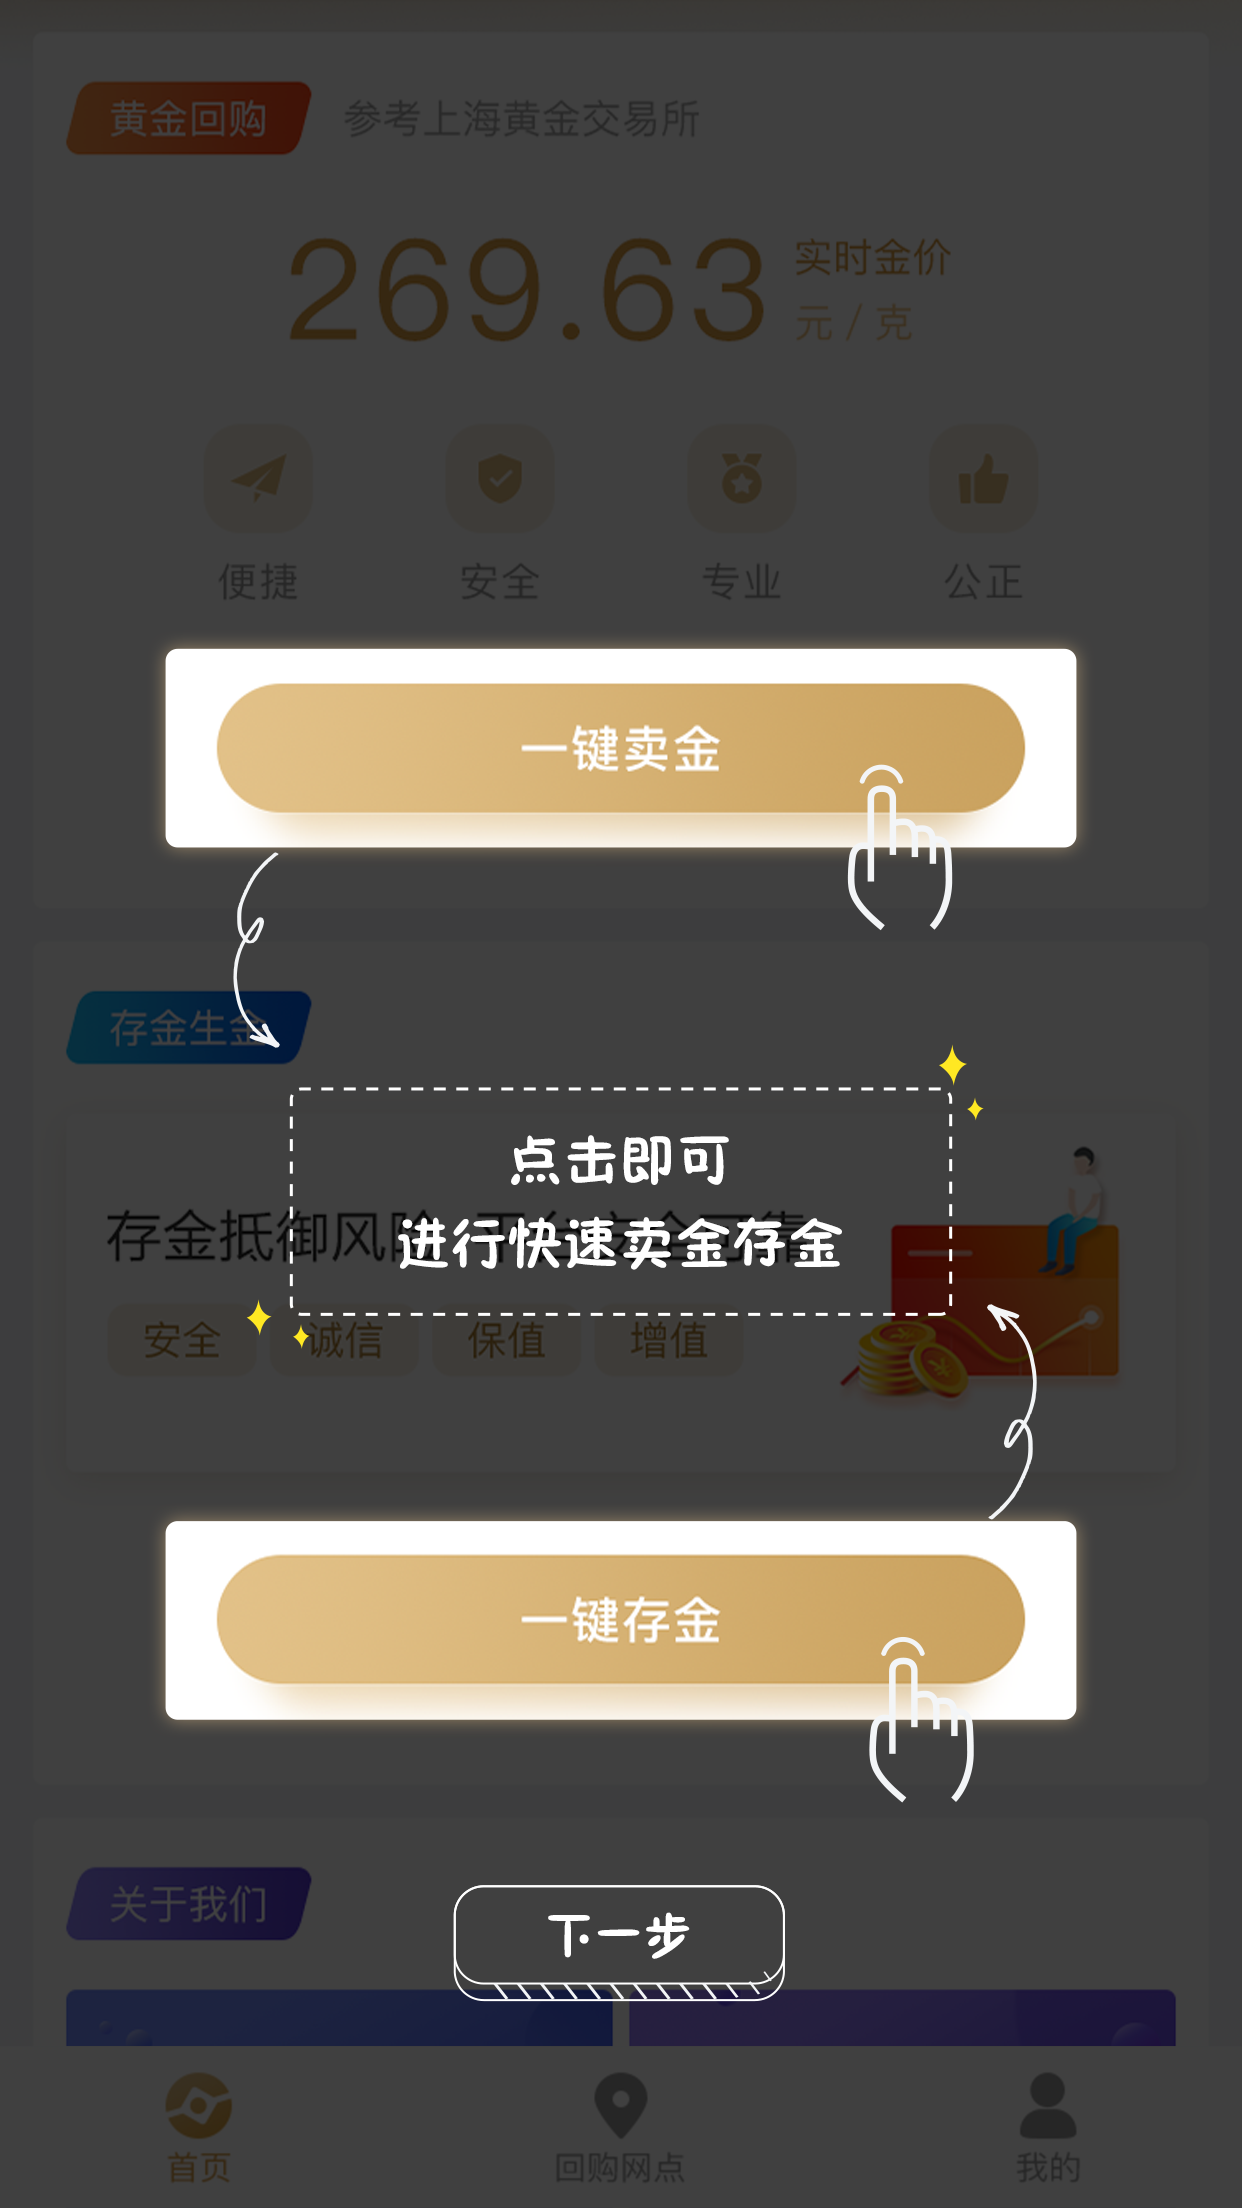 黄金回购 参考上海黄金交易所
269.63 实时金价
元 / 克
便捷 安全 专业 公正
一键卖金
存金生金
点击即可
存金抵御风险
进行快速卖金存金
安全 诚信 保值 增值
一键存金
关于我们
下一步
首页 回购网点 我的